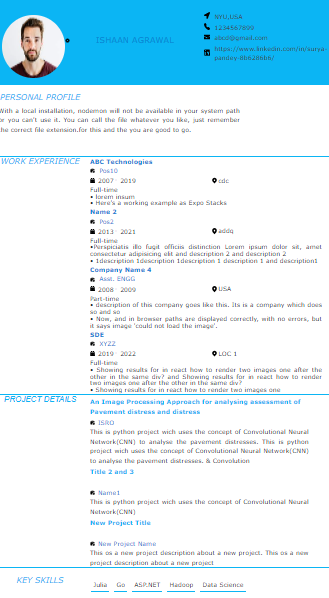 ISHAAN AGRAWAL
NYU,USA
1234567899
abcd@gmail.com
https://www.linkedin.com/in/surya-
pandey-8b6286b6/
PERSONAL PROFILE
With a local installation, nodemon will not be available in your system path
or you can't use it. You can call the file whatever you like, just remember
the correct file extension.for this and the you are good to go.
WORK EXPERIENCE
ABC Technologies
Pos10
2007 2019
cdc
Full-time
• lorem insum
• Here's a working example as Expo Stacks
Name 2
Pos2
2013 2021
addq
Full-time
•Perspiciatis illo fugit officiis distinction Lorem ipsum dolor sit, amet
consectetur adipisicing elit and description 2 and description 2
• 1description 1description 1description 1 description 1 and description1
Company Name 4
Asst. ENGG
2008 2009
USA
Part-time
• description of this company goes like this. Its is a company which does
so and so
• Now, and in browser paths are displayed correctly, with no errors, but
it says image 'could not load the image'.
SDE
XYZZ
2019 2022
LOC 1
Full-time
• Showing results for in react how to render two images one after the
other in the same div? and Showing results for in react how to render
two images one after the other in the same div?
• Showing results for in react how to render two images one
PROJECT DETAILS
An Image Processing Approach for analysing assessment of
Pavement distress and distress
ISRO
This is python project wich uses the concept of Convolutional Neural
Network(CNN) to analyse the pavement distresses. This is python
project wich uses the concept of Convolutional Neural Network(CNN)
to analyse the pavement distresses. & Convolution
Title 2 and 3
Name1
This is python project wich uses the concept of Convolutional Neural
Network(CNN)
New Project Title
New Project Name
This os a new project description about a new project. This os a new
project description about a new project
KEY SKILLS
Julia Go ASP.NET Hadoop Data Science